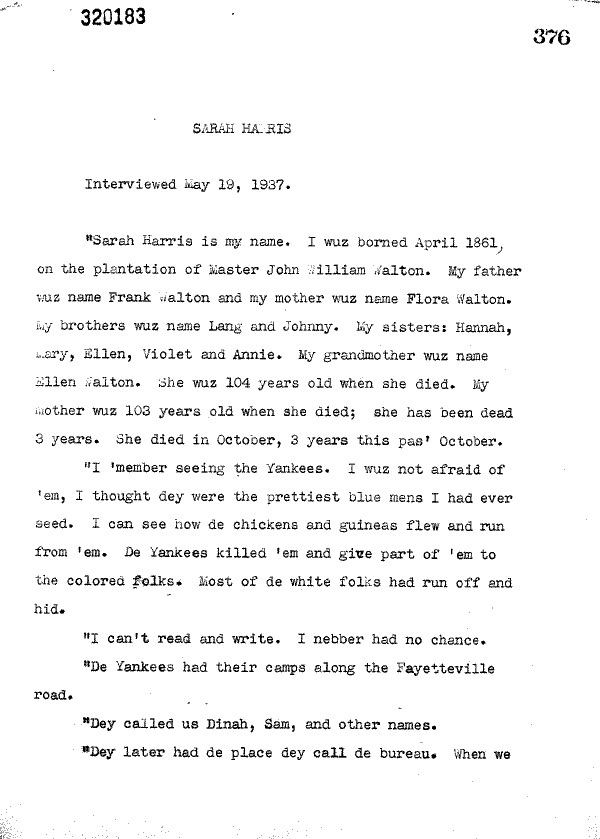 320183
376
SARAH HARRIS
Interviewed May 19, 1937.
"Sarah Harris is my name. I wuz borned April 1861,
on the plantation of Master John William Walton. My father
wuz name Frank Walton and my mother wuz name Flora Walton.
My brothers wuz name Lang and Johnny. My sisters: Hannah,
Mary, Ellen, Violet and Annie. My grandmother wuz name
Ellen Walton. She wuz 104 years old when she died. My
mother wuz 103 years old when she died; she has been dead
3 years. She died in October, 3 years this pas' October.
"I 'member seeing the Yankees. I wuz not afraid of
'em, I thought dey were the prettiest blue mens I had ever
seed. I can see how de chickens and guineas flew and run
from 'em. De Yankees killed 'em and give part of 'em to
the colored folks. Most of de white folks had run off and
hid.
"I can't read and write. I nebber had no chance.
"De Yankees had their camps along the Fayetteville
road.
"Dey called us Dinah, Sam, and other names.
"Dey later had de place dey call de bureau. When we